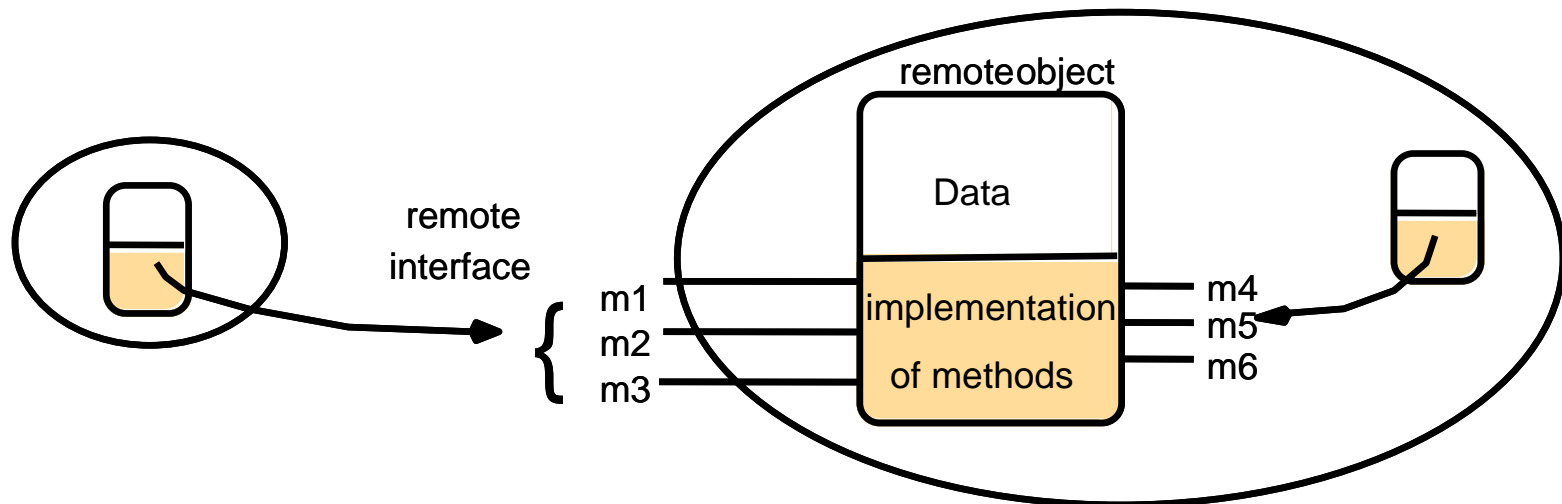 remoteobject
Data
remote
interface
{
m1
m2
m3
implementation
of methods
m4
m5
m6